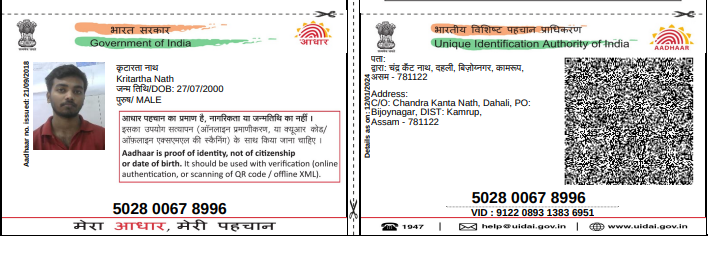 भारत सरकार
Government of India
आधार
Aadhaar no. issued: 21/09/2018
कृटारता नाथ
Kritartha Nath
जन्म तिथि/DOB: 27/07/2000
पुरुष/ MALE
आधार पहचान का प्रमाण है, नागरिकता या जन्मतिथि का नहीं ।
इसका उपयोग सत्यापन (ऑनलाइन प्रमाणीकरण, या क्यूआर कोड/
ऑफ़लाइन एक्सएमएल की स्कैनिंग) के साथ किया जाना चाहिए ।
Aadhaar is proof of identity, not of citizenship
or date of birth. It should be used with verification (online
authentication, or scanning of QR code / offline XML).
5028 0067 8996
मेरा आधार, मेरी पहचान
भारतीय विशिष्ट पहचान प्राधिकरण
Unique Identification Authority of India
AADHAAR
Details as on: 12/01/2024
पता:
द्वारा: चंद्र कैंट नाथ, दहली, बिज़ोय्नगर, कामरूप,
असम - 781122
Address:
C/O: Chandra Kanta Nath, Dahali, PO:
Bijoynagar, DIST: Kamrup,
Assam - 781122
5028 0067 8996
VID : 9122 0893 1383 6951
1947 | help@uidai.gov.in | www.uidai.gov.in